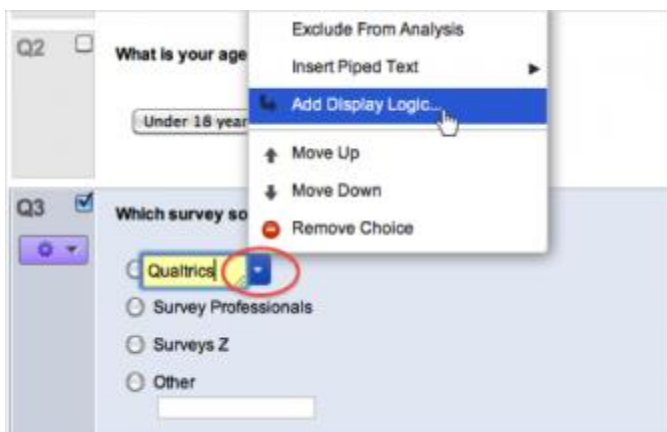 Exclude From Analysis
Q2 What is your age
Insert Piped Text
Add Display Logic...
Under 18 year
Move Up
Move Down
Q3 Which survey so
Remove Choice
Qualtrics
Survey Professionals
Surveys Z
Other